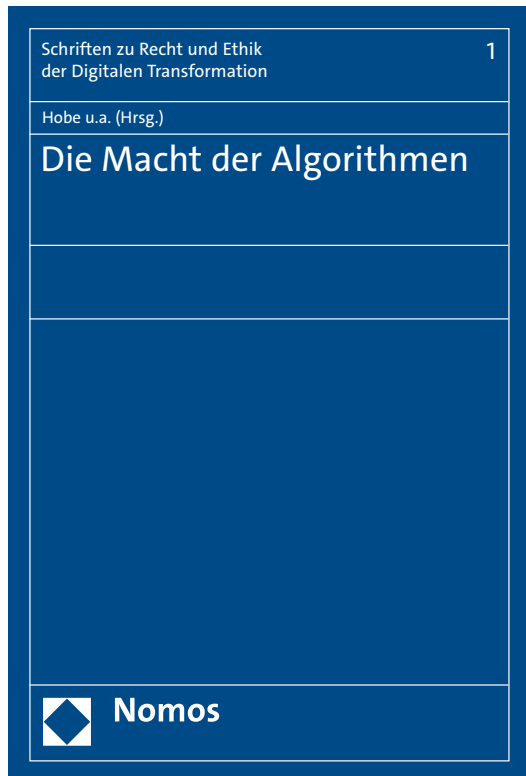 Schriften zu Recht und Ethik
der Digitalen Transformation
1
Hobe u.a. (Hrsg.)
Die Macht der Algorithmen
Nomos